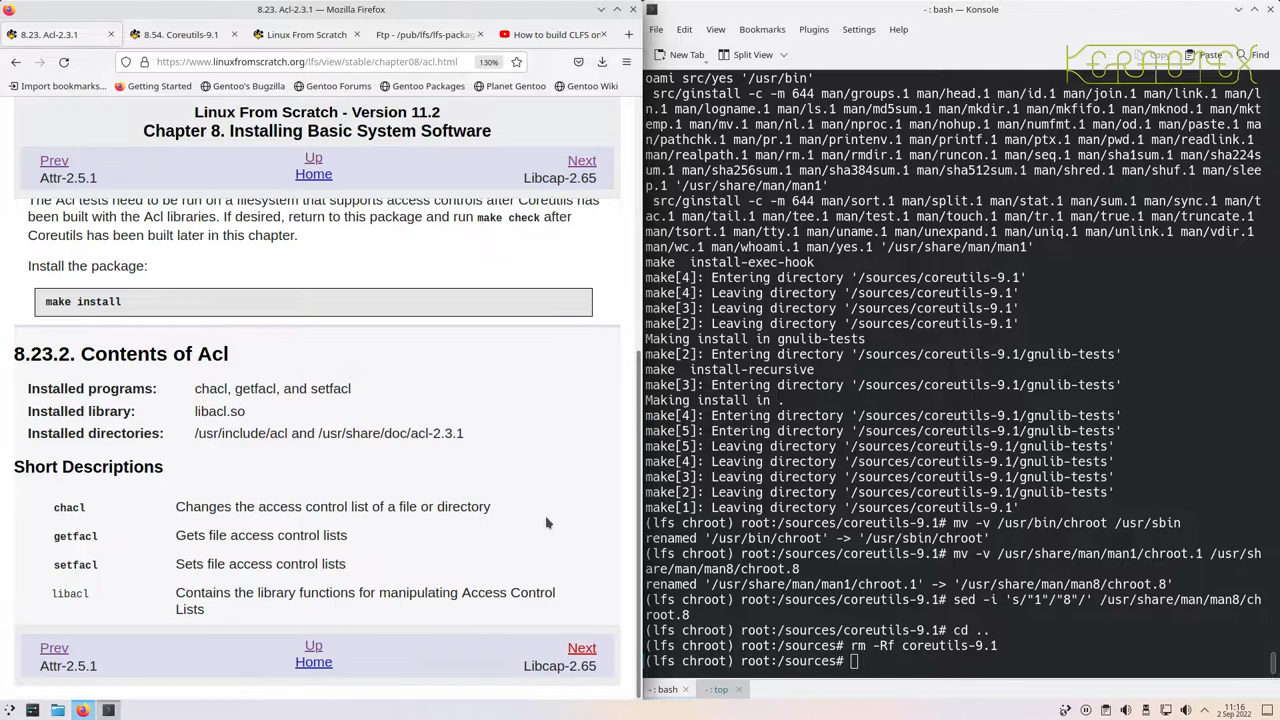 8.23. Acl-2.3.1 — Mozilla Firefox
8.23. Acl-2.3.1
8.54. Coreutils-9.1
Linux From Scratch
Ftp - /pub/lfs/lfs-packag
How to build CLFS on
https://www.linuxfromscratch.org/lfs/view/stable/chapter08/acl.html
Import bookmarks...
Getting Started
Gentoo's Bugzilla
Gentoo Forums
Gentoo Packages
Planet Gentoo
Gentoo Wiki
Linux From Scratch - Version 11.2
Chapter 8. Installing Basic System Software
Prev
Up
Next
Attr-2.5.1
Home
Libcap-2.65
The Acl tests need to be run on a filesystem that supports access controls after Coreutils has
been built with the Acl libraries. If desired, return to this package and run make check after
Coreutils has been built later in this chapter.
Install the package:
make install
8.23.2. Contents of Acl
Installed programs: chacl, getfacl, and setfacl
Installed library: libacl.so
Installed directories: /usr/include/acl and /usr/share/doc/acl-2.3.1
Short Descriptions
chacl Changes the access control list of a file or directory
getfacl Gets file access control lists
setfacl Sets file access control lists
libacl Contains the library functions for manipulating Access Control
Lists
Prev
Up
Next
Attr-2.5.1
Home
Libcap-2.65
- : bash — Konsole
File Edit View Bookmarks Plugins Settings Help
New Tab
Split View
Copy
Paste
Find
KERNOTEX
oami src/yes '/usr/bin'
src/ginstall -c -m 644 man/groups.1 man/head.1 man/id.1 man/join.1 man/link.1 man/l
n.1 man/logname.1 man/ls.1 man/md5sum.1 man/mkdir.1 man/mkfifo.1 man/mknod.1 man/mkt
emp.1 man/mv.1 man/nl.1 man/nproc.1 man/nohup.1 man/numfmt.1 man/od.1 man/paste.1 ma
n/pathchk.1 man/pr.1 man/printenv.1 man/printf.1 man/ptx.1 man/pwd.1 man/readlink.1
man/realpath.1 man/rm.1 man/rmdir.1 man/runcon.1 man/seq.1 man/sha1sum.1 man/sha224s
um.1 man/sha256sum.1 man/sha384sum.1 man/sha512sum.1 man/shred.1 man/shuf.1 man/slee
p.1 '/usr/share/man/man1'
src/ginstall -c -m 644 man/sort.1 man/split.1 man/stat.1 man/sum.1 man/sync.1 man/t
ac.1 man/tail.1 man/tee.1 man/test.1 man/touch.1 man/tr.1 man/true.1 man/truncate.1
man/tsort.1 man/tty.1 man/uname.1 man/unexpand.1 man/uniq.1 man/unlink.1 man/vdir.1
man/wc.1 man/whoami.1 man/yes.1 '/usr/share/man/man1'
make install-exec-hook
make[4]: Entering directory '/sources/coreutils-9.1'
make[4]: Leaving directory '/sources/coreutils-9.1'
make[3]: Leaving directory '/sources/coreutils-9.1'
make[2]: Leaving directory '/sources/coreutils-9.1'
Making install in gnulib-tests
make[2]: Entering directory '/sources/coreutils-9.1/gnulib-tests'
make install-recursive
make[3]: Entering directory '/sources/coreutils-9.1/gnulib-tests'
Making install in .
make[4]: Entering directory '/sources/coreutils-9.1/gnulib-tests'
make[5]: Entering directory '/sources/coreutils-9.1/gnulib-tests'
make[5]: Leaving directory '/sources/coreutils-9.1/gnulib-tests'
make[4]: Leaving directory '/sources/coreutils-9.1/gnulib-tests'
make[3]: Leaving directory '/sources/coreutils-9.1/gnulib-tests'
make[2]: Leaving directory '/sources/coreutils-9.1/gnulib-tests'
make[1]: Leaving directory '/sources/coreutils-9.1'
(lfs chroot) root:/sources/coreutils-9.1# mv -v /usr/bin/chroot /usr/sbin
renamed '/usr/bin/chroot' -> '/usr/sbin/chroot'
(lfs chroot) root:/sources/coreutils-9.1# mv -v /usr/share/man/man1/chroot.1 /usr/sh
are/man/man8/chroot.8
renamed '/usr/share/man/man1/chroot.1' -> '/usr/share/man/man8/chroot.8'
(lfs chroot) root:/sources/coreutils-9.1# sed -i 's/"1"/"8"/' /usr/share/man/man8/ch
root.8
(lfs chroot) root:/sources/coreutils-9.1# cd ..
(lfs chroot) root:/sources# rm -Rf coreutils-9.1
(lfs chroot) root:/sources#
- : bash
- : top
11:16
2 Sep 2022